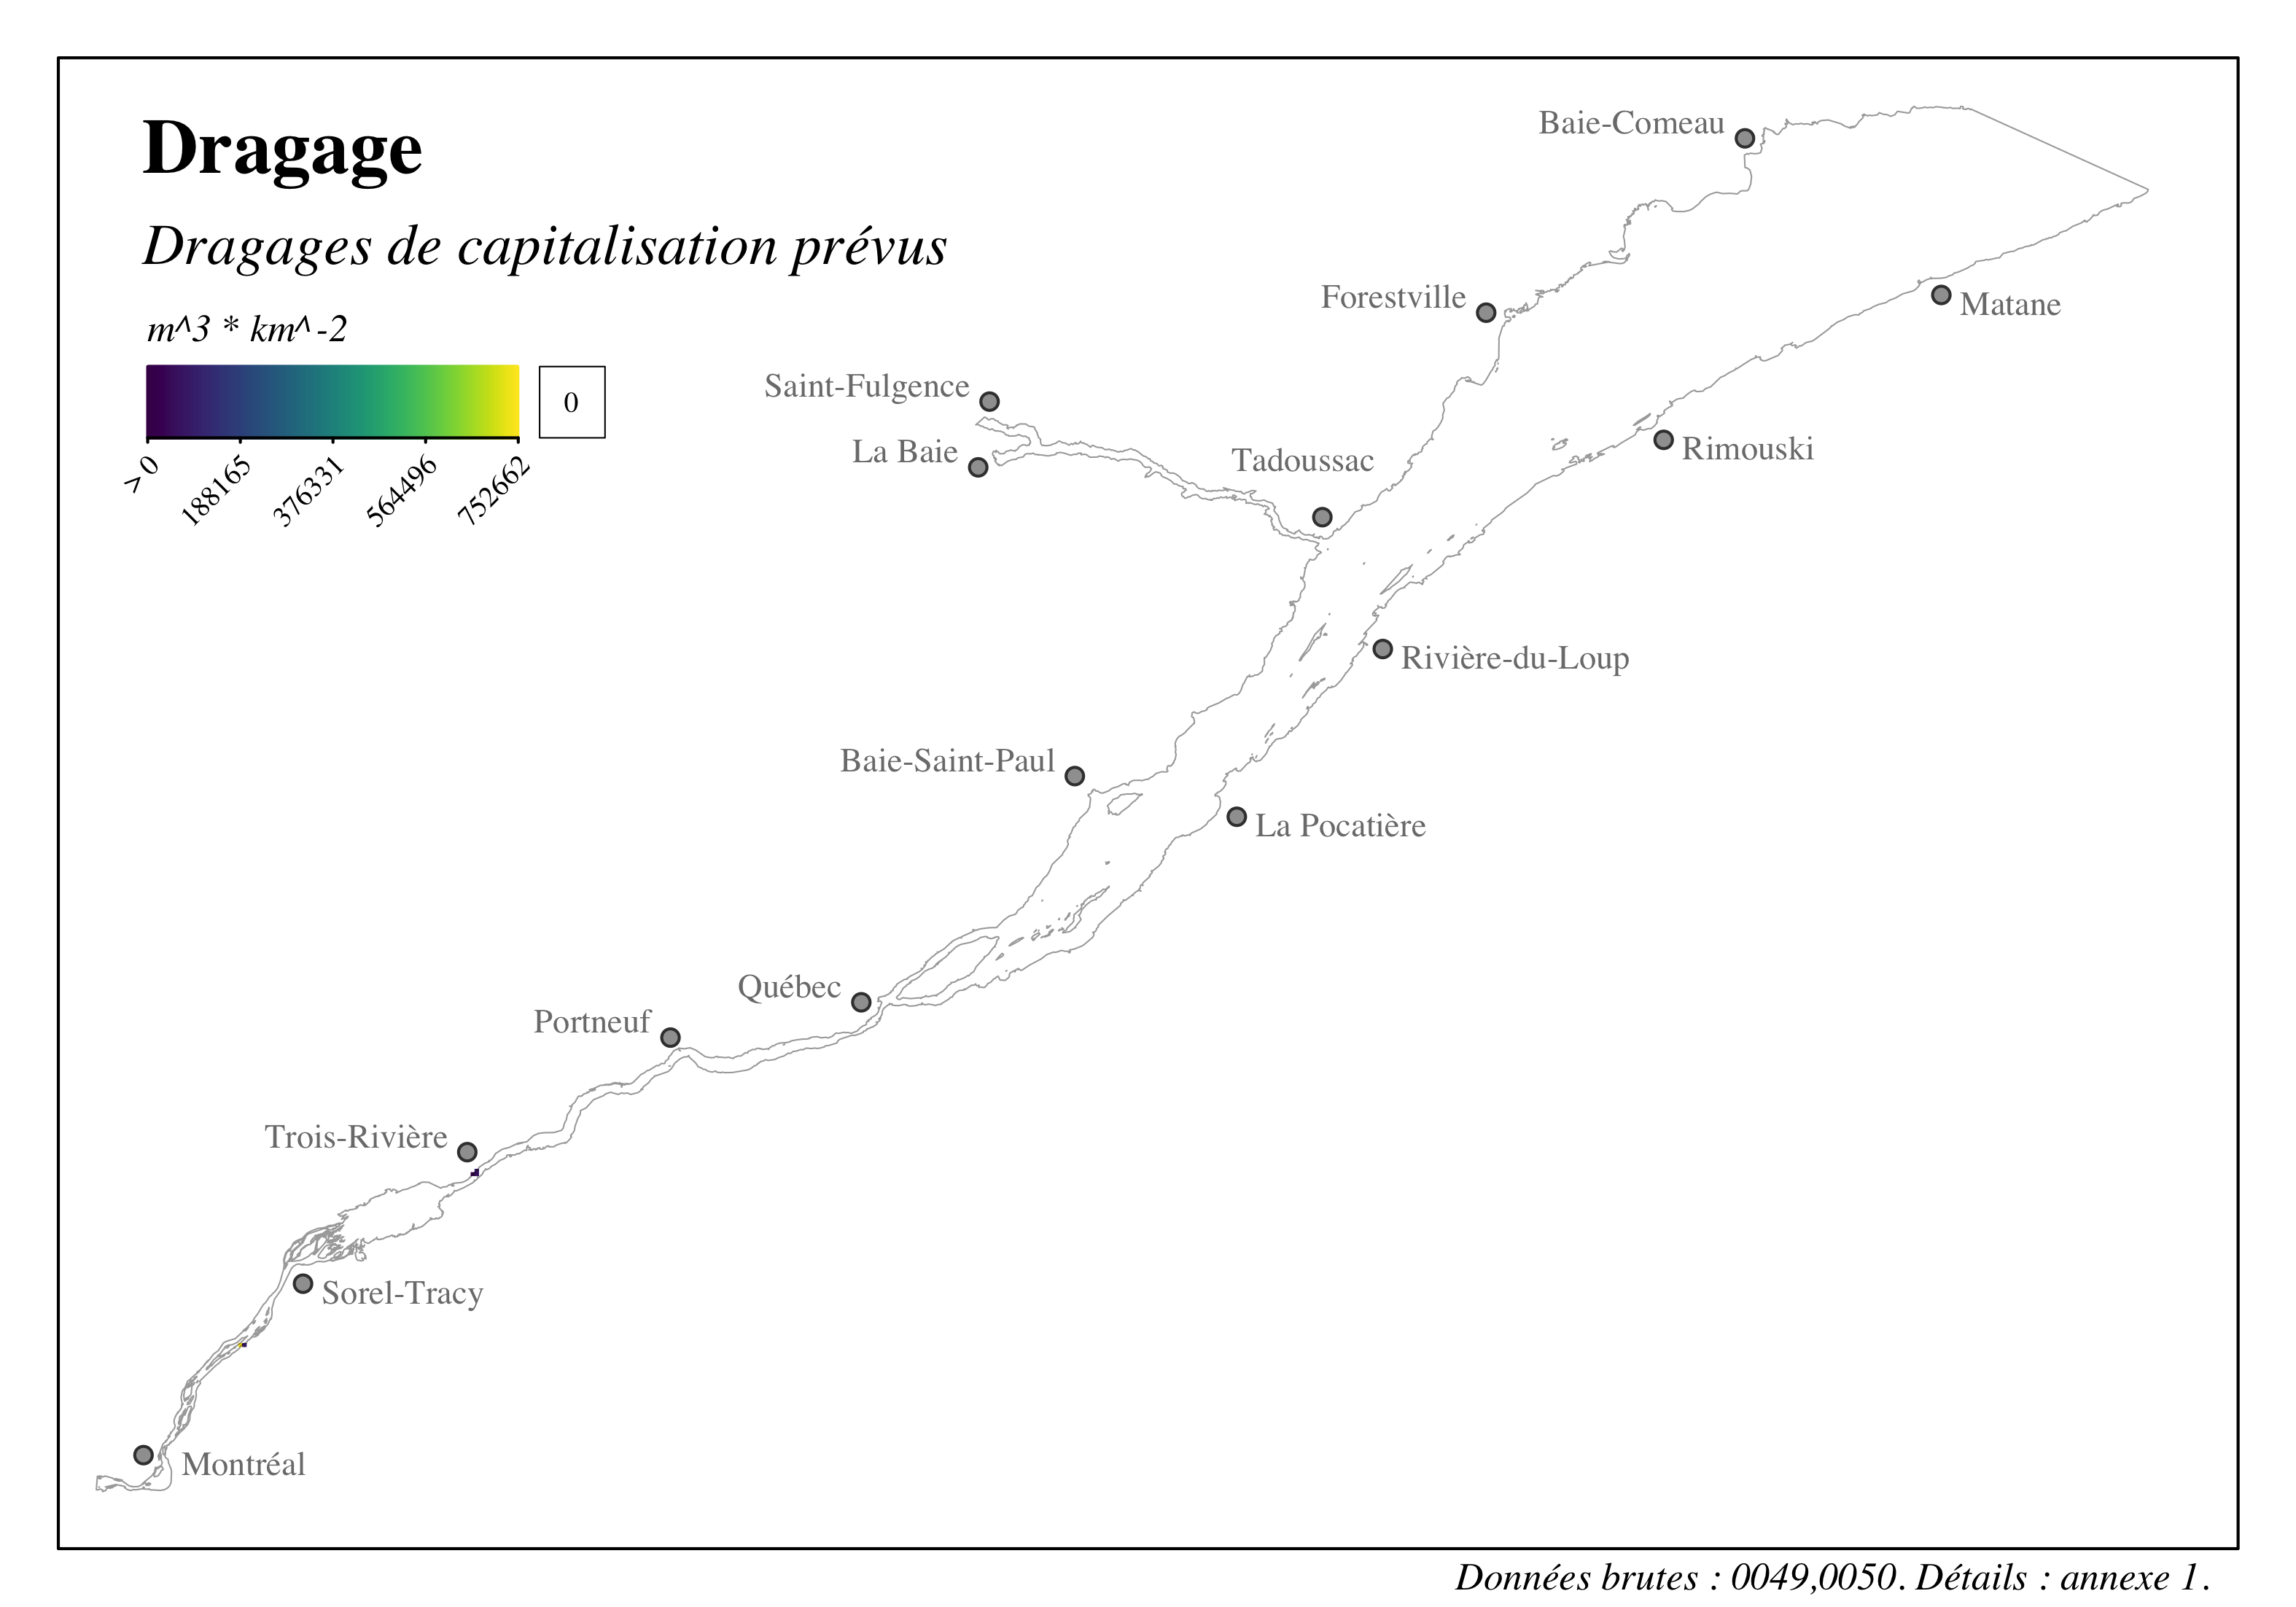 Dragage
Dragages de capitalisation prévus
m^3 * km^-2
> 0
188165
376331
564496
752662
0
Baie-Comeau
Forestville
Matane
Saint-Fulgence
La Baie
Tadoussac
Rimouski
Rivière-du-Loup
Baie-Saint-Paul
La Pocatière
Québec
Portneuf
Trois-Rivière
Sorel-Tracy
Montréal
Données brutes : 0049,0050. Détails : annexe 1.